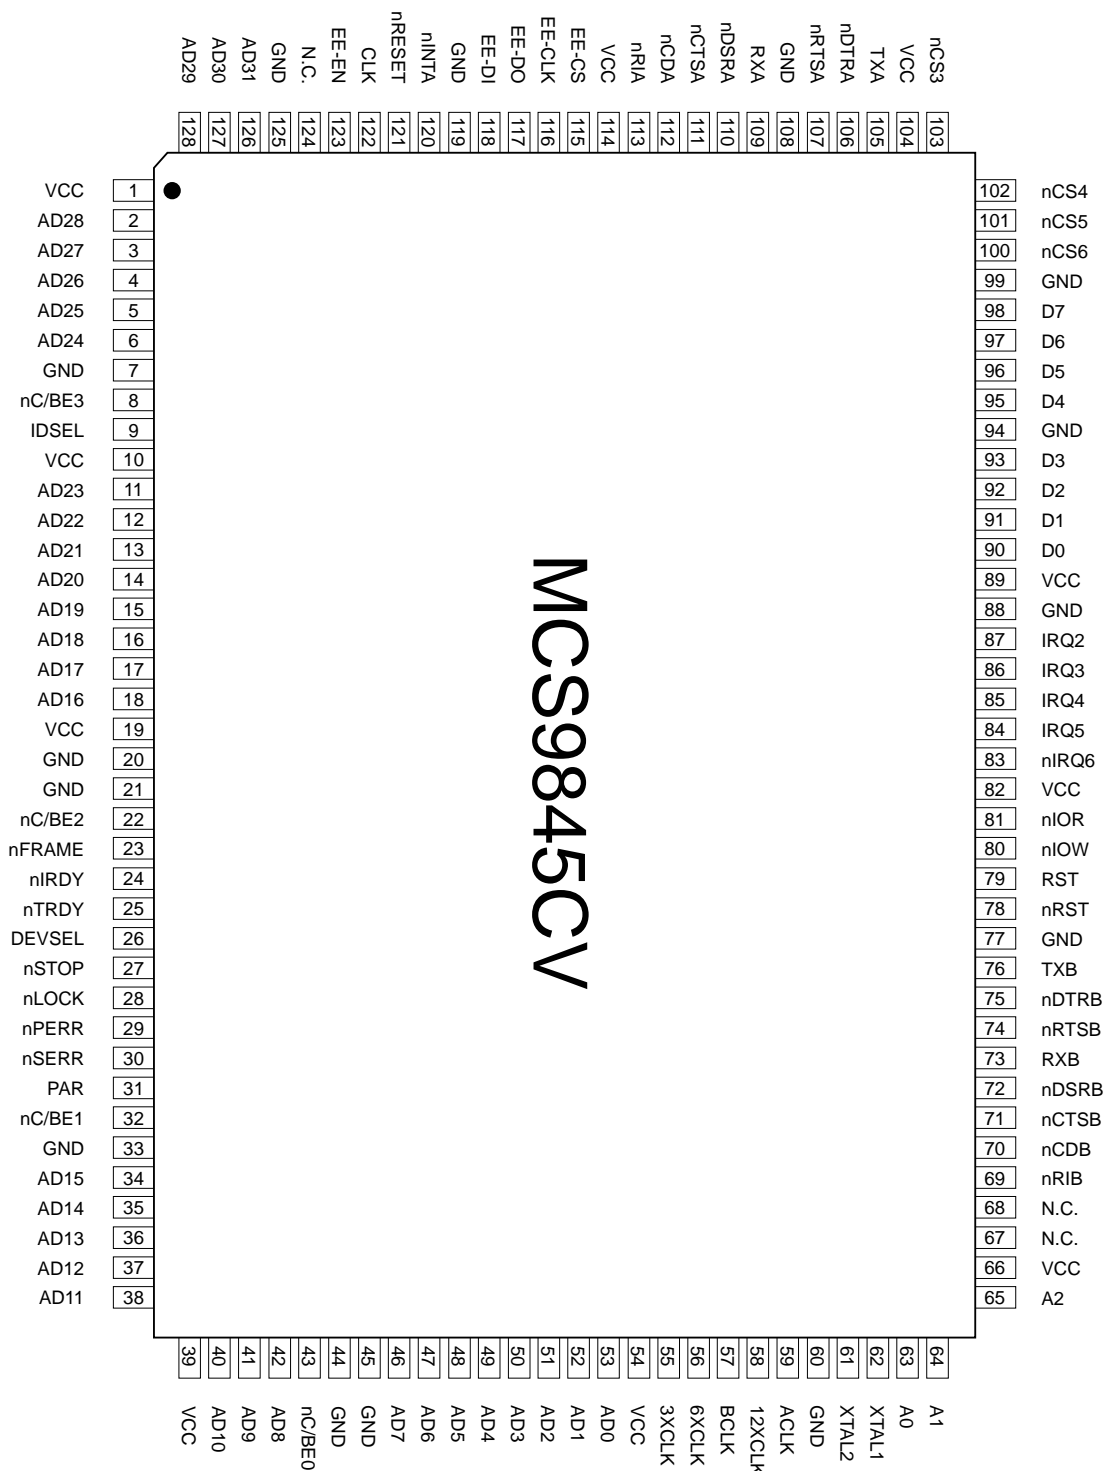 AD29 AD30 AD31 GND N.C. EE-EN CLK nRESET nINTA GND EE-DI EE-DO EE-CLK EE-CS VCC nRIA nCDA nCTSA nDSRA RXA GND nRTSA nDTRA TXA VCC nCS3
128 127 126 125 124 123 122 121 120 119 118 117 116 115 114 113 112 111 110 109 108 107 106 105 104 103
VCC 1 102 nCS4
AD28 2 101 nCS5
AD27 3 100 nCS6
AD26 4 99 GND
AD25 5 98 D7
AD24 6 97 D6
GND 7 96 D5
nC/BE3 8 95 D4
IDSEL 9 94 GND
VCC 10 93 D3
AD23 11 92 D2
AD22 12 91 D1
AD21 13 90 D0
AD20 14 89 VCC
AD19 15 88 GND
AD18 16 87 IRQ2
AD17 17 86 IRQ3
AD16 18 85 IRQ4
VCC 19 84 IRQ5
GND 20 83 nIRQ6
GND 21 82 VCC
nC/BE2 22 81 nIOR
nFRAME 23 80 nIOW
nIRDY 24 79 RST
nTRDY 25 78 nRST
DEVSEL 26 77 GND
nSTOP 27 76 TXB
nLOCK 28 75 nDTRB
nPERR 29 74 nRTSB
nSERR 30 73 RXB
PAR 31 72 nDSRB
nC/BE1 32 71 nCTSB
GND 33 70 nCDB
AD15 34 69 nRIB
AD14 35 68 N.C.
AD13 36 67 N.C.
AD12 37 66 VCC
AD11 38 65 A2
MCS9845CV
39 40 41 42 43 44 45 46 47 48 49 50 51 52 53 54 55 56 57 58 59 60 61 62 63 64
VCC AD10 AD9 AD8 nC/BE0 GND GND AD7 AD6 AD5 AD4 AD3 AD2 AD1 AD0 VCC 3XCLK 6XCLK BCLK 12XCLK ACLK GND XTAL2 XTAL1 A0 A1